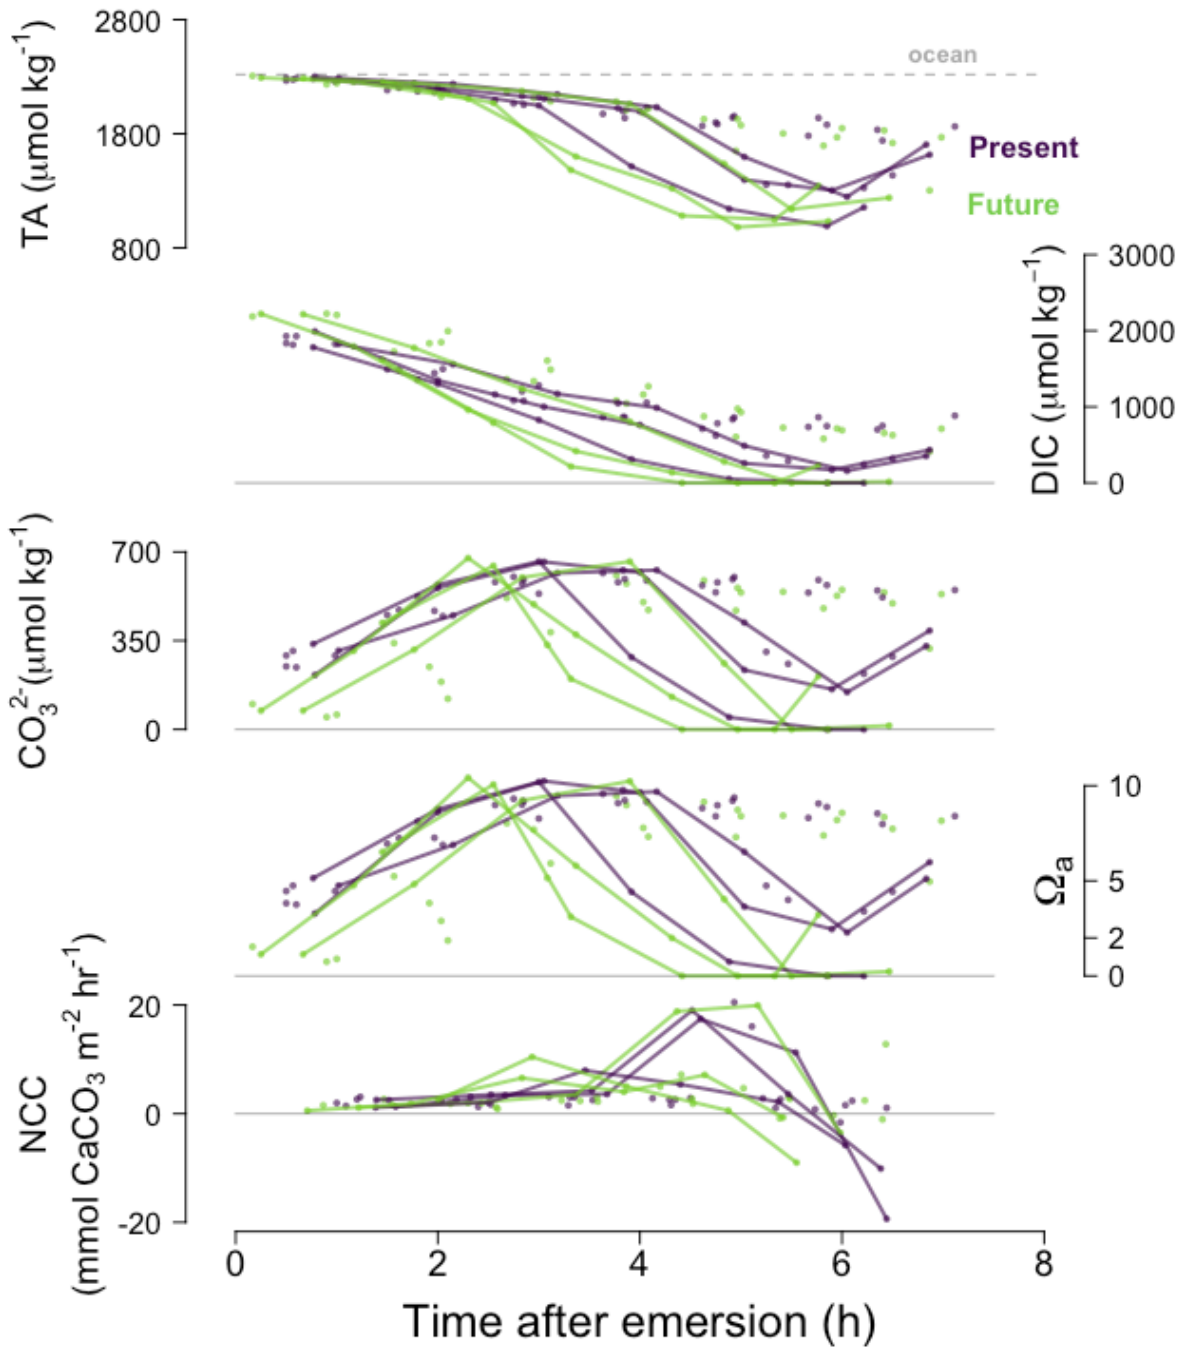 2800
1800
800
TA (μmol kg⁻¹)
ocean
Present
Future
3000
2000
1000
0
DIC (μmol kg⁻¹)
700
350
0
CO₃²⁻(μmol kg⁻¹)
10
5
2
0
Ωₐ
20
0
-20
NCC
(mmol CaCO₃ m⁻² hr⁻¹)
0 2 4 6 8
Time after emersion (h)